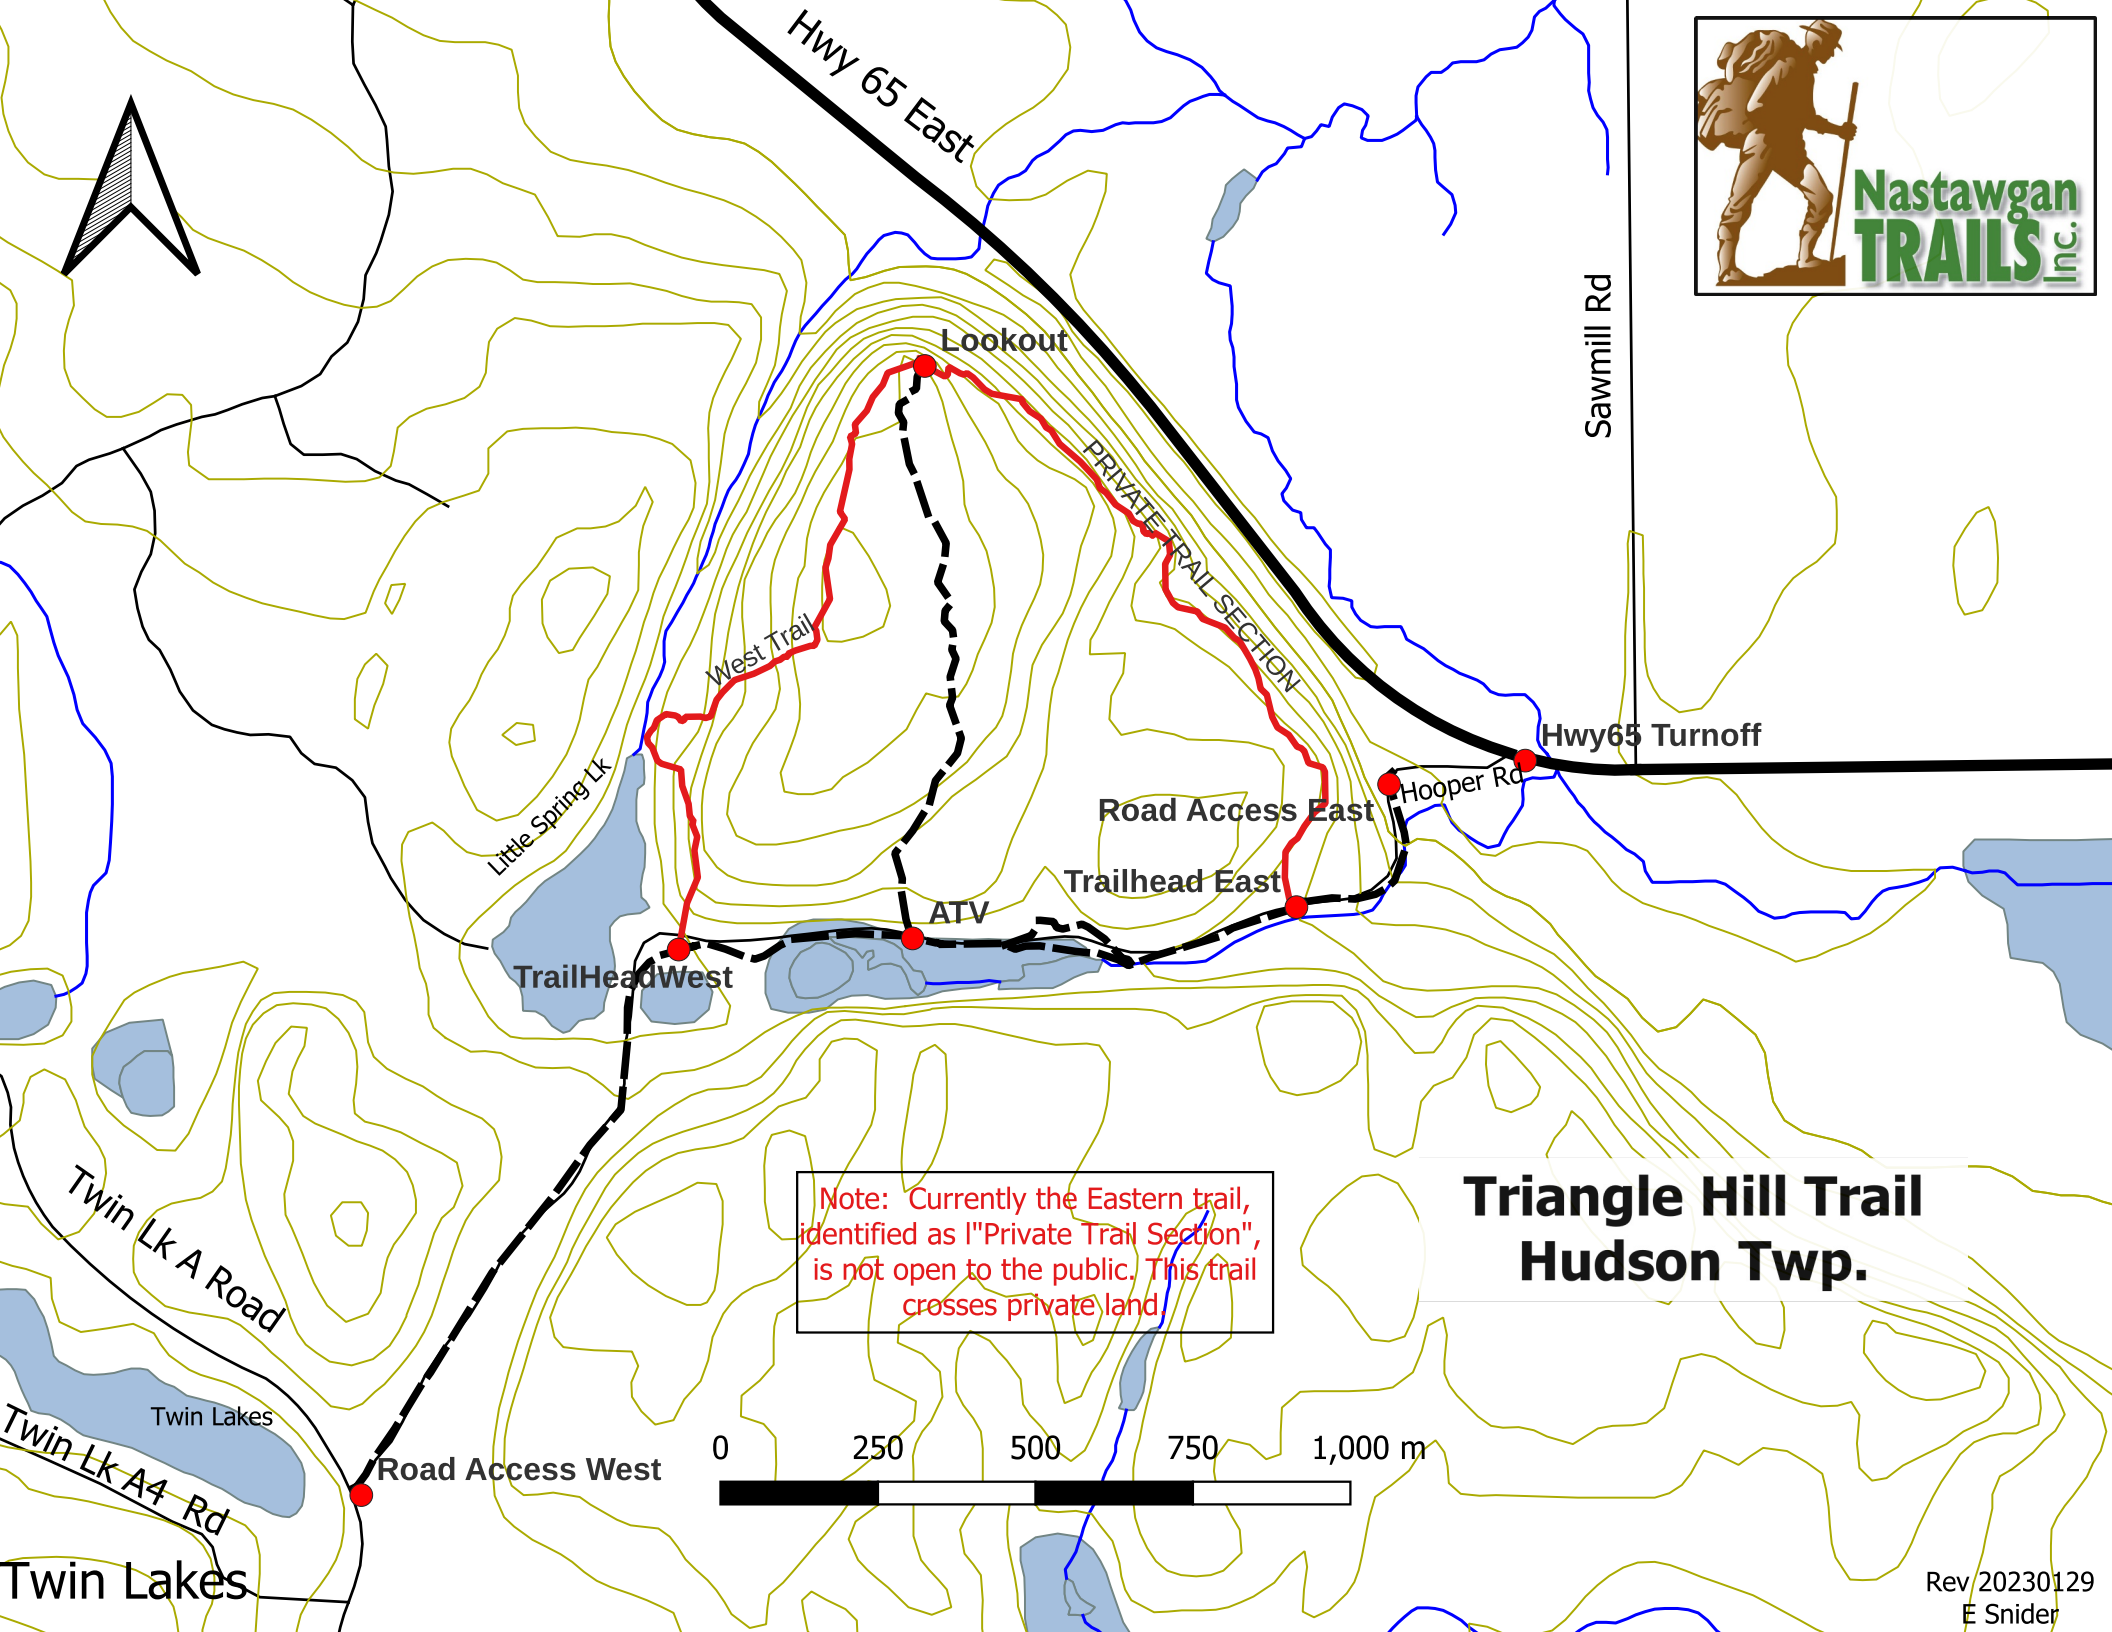 Hwy 65 East
Nastawgan
TRAILS
Inc.
Sawmill Rd
Lookout
PRIVATE TRAIL SECTION
West Trail
Hwy65 Turnoff
Hooper Rd
Little Spring Lk
Road Access East
Trailhead East
ATV
TrailHeadWest
Twin Lk A Road
Note:  Currently the Eastern trail,
identified as l"Private Trail Section",
is not open to the public. This trail
crosses private land.
Triangle Hill Trail
Hudson Twp.
Twin Lakes
Twin Lk A4 Rd
Road Access West
0 250 500 750 1,000 m
Twin Lakes
Rev 20230129
E Snider